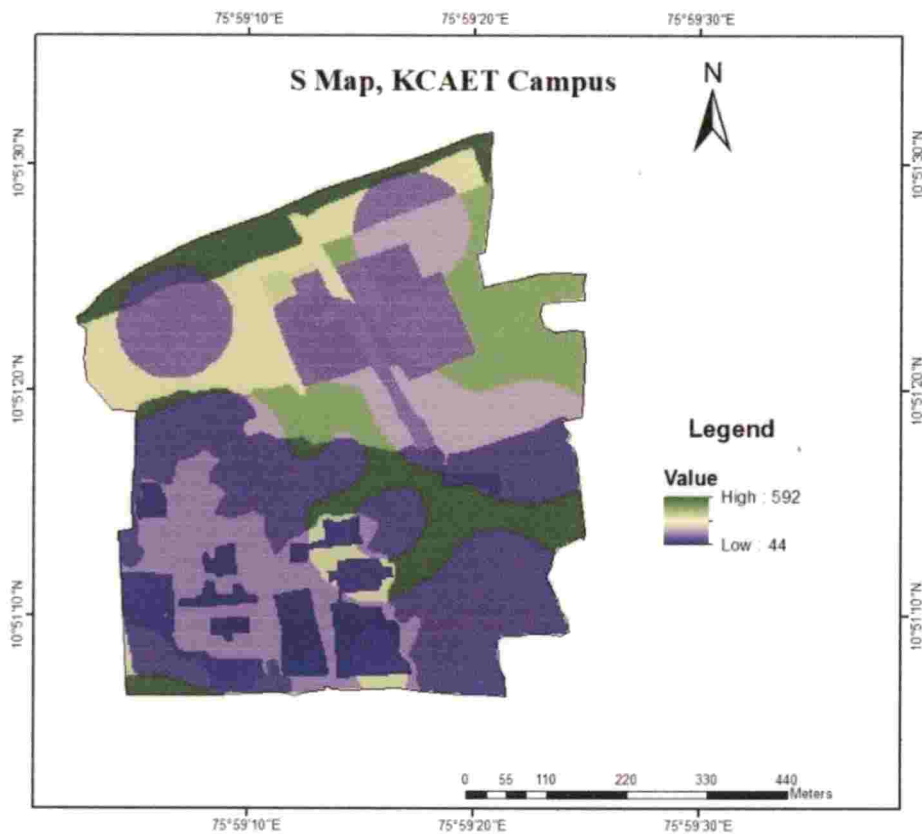 75°59'10"E 75°59'20"E 75°59'30"E
S Map, KCAET Campus
N
10°51'30"N 10°51'30"N
10°51'20"N 10°51'20"N
Legend
Value
High : 592
Low : 44
10°51'10"N 10°51'10"N
0 55 110 220 330 440
Meters
75°59'10"E 75°59'20"E 75°59'30"E